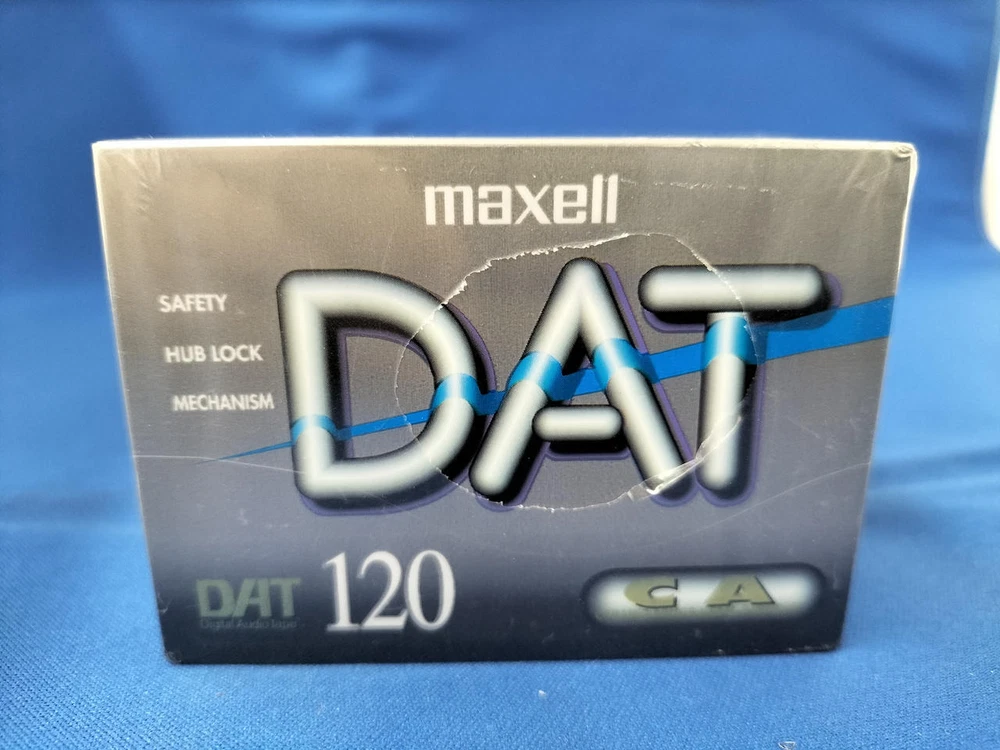 maxell
DAT
SAFETY
HUB LOCK
MECHANISM
DAT
Digital Audio Tape
120
CA